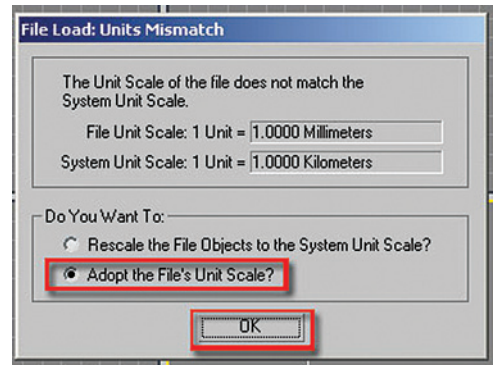 File Load: Units Mismatch
The Unit Scale of the file does not match the
System Unit Scale.
File Unit Scale: 1 Unit = 1.0000 Millimeters
System Unit Scale: 1 Unit = 1.0000 Kilometers
Do You Want To:
Rescale the File Objects to the System Unit Scale?
Adopt the File's Unit Scale?
OK